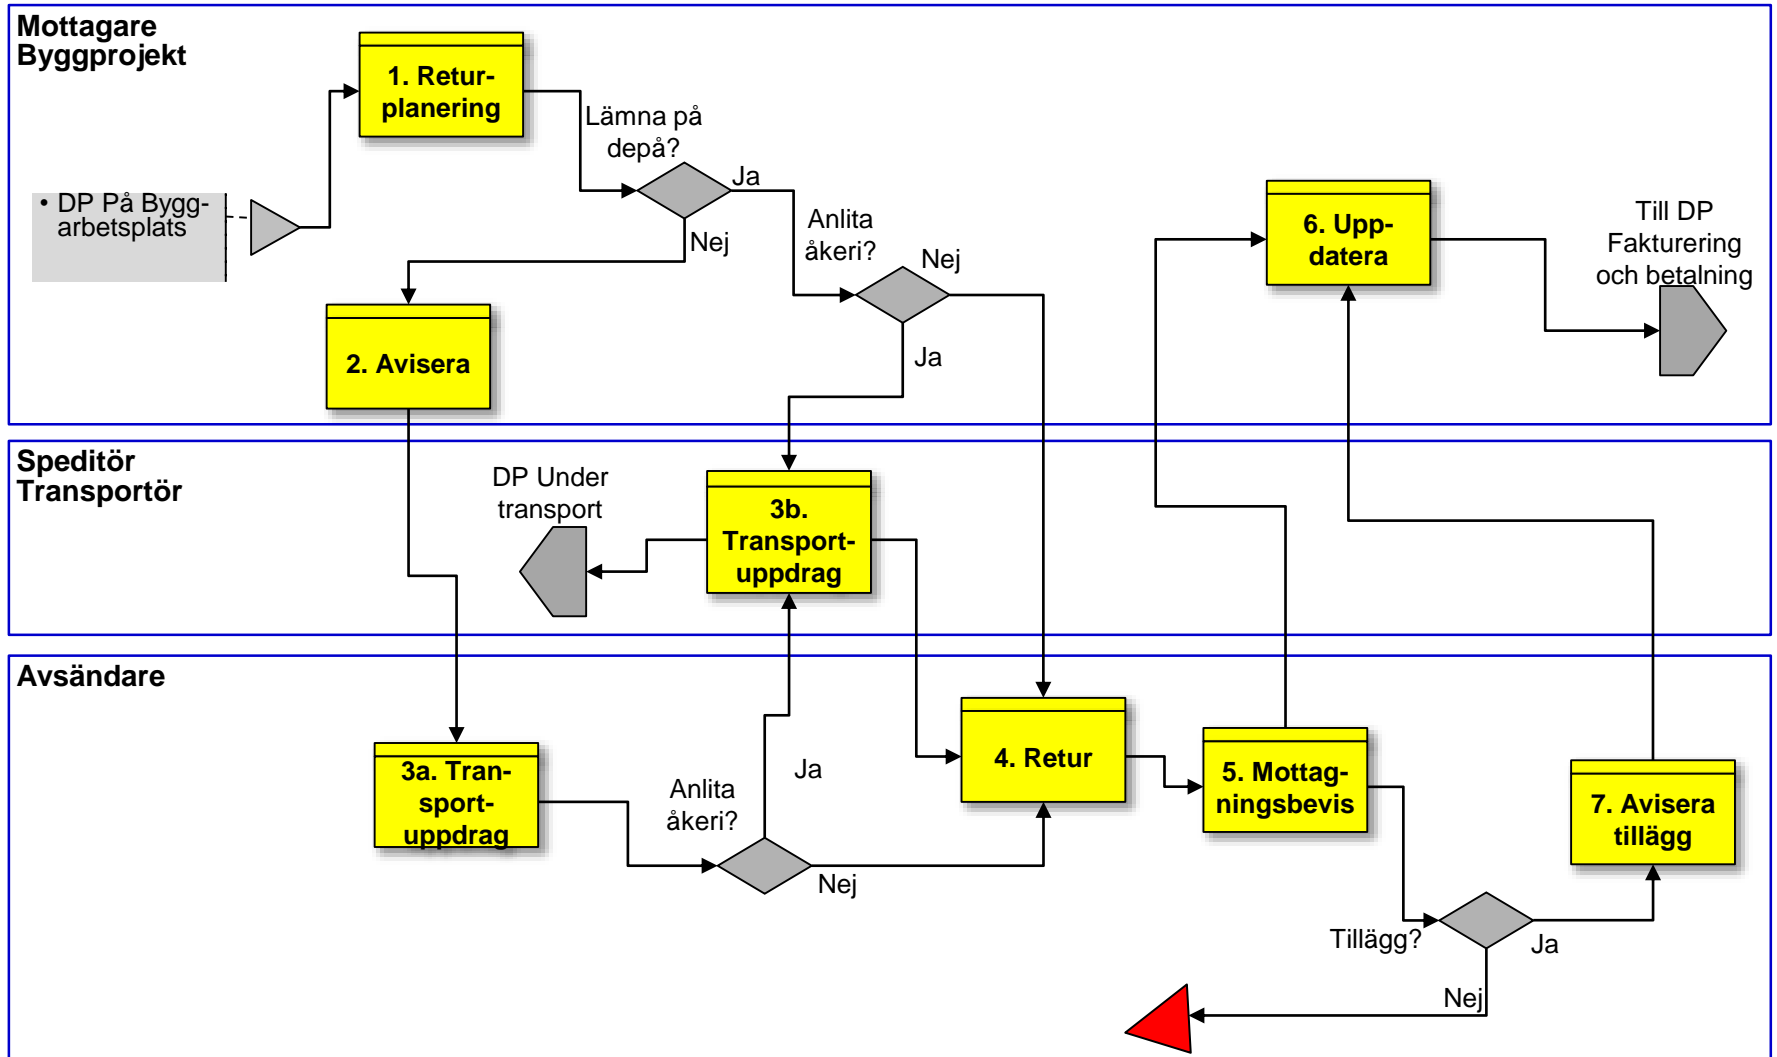 Mottagare
Byggprojekt
1. Retur-
planering
Lämna på
depå?
Ja
Nej
• DP På Bygg-
arbetsplats
Anlita
åkeri?
Nej
Ja
6. Upp-
datera
Till DP
Fakturering
och betalning
2. Avisera
Speditör
Transportör
DP Under
transport
3b.
Transport-
uppdrag
Avsändare
3a. Tran-
sport-
uppdrag
Anlita
åkeri?
Ja
Nej
4. Retur
5. Mottag-
ningsbevis
7. Avisera
tillägg
Tillägg?
Ja
Nej